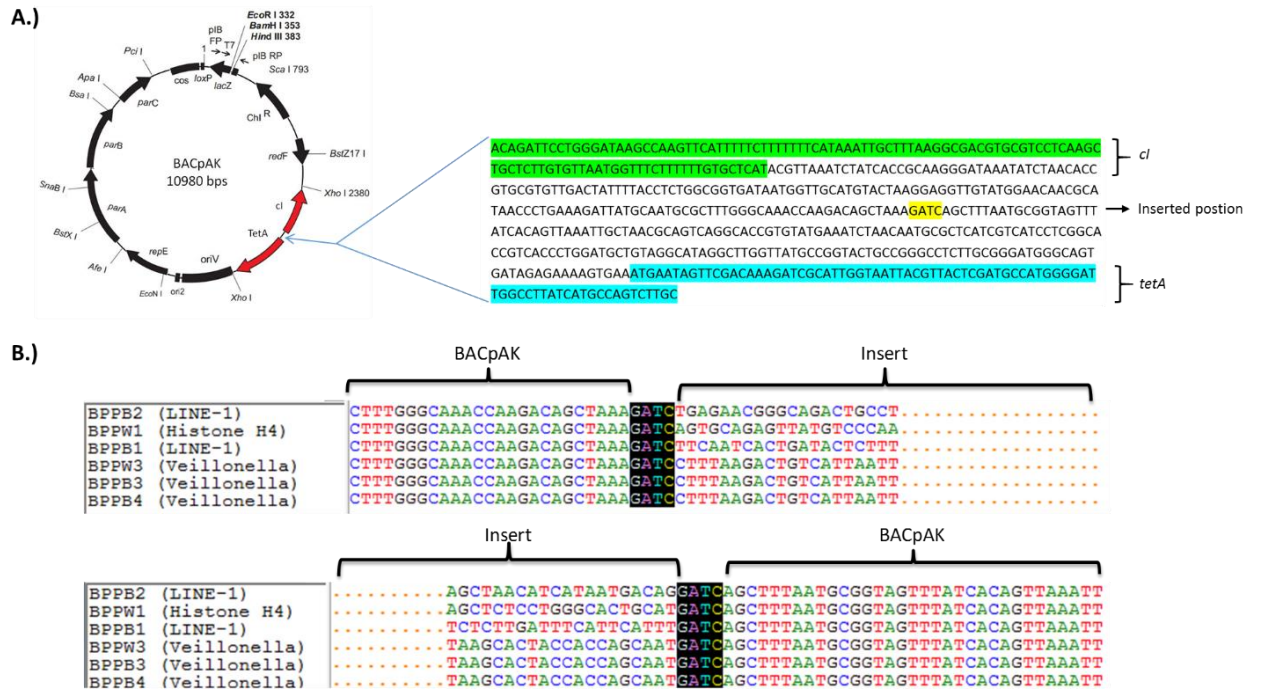 A.)
EcoR I 332
BamH I 353
Hind III 383
pIB FP
T7
1
pIB RP
Sca I 793
Pci I
cos
loxP
lacZ
Apa I
Bsa I
parC
Chl R
parB
BACpAK
10980 bps
redF
BstZ17 I
Xho I 2380
SnaB I
parA
cI
TetA
BstX I
repE
oriV
Afe I
EcoN I
ori2
Xho I
ACAGATTCCTGGGATAAGCCAAGTTCATTTTTCTTTTTTTCATAAATTGCTTTAAGGCGACGTGCGTCCTCAAGC
TGCTCTTGTGTTAATGGTTTCTTTTTTGTGCTCATACGTTAAATCTATCACCGCAAGGGATAAATATCTAACACC
GTGCGTGTTGACTATTTTACCTCTGGCGGTGATAATGGTTGCATGTACTAAGGAGGTTGTATGGAACAACGCA
TAACCCTGAAAGATTATGCAATGCGCTTTGGGCAAACCAAGACAGCTAAAGATCAGCTTTAATGCGGTAGTTT
ATCACAGTTAAATTGCTAACGCAGTCAGGCACCGTGTATGAAATCTAACAATGCGCTCATCGTCATCCTCGGCA
CCGTCACCCTGGATGCTGTAGGCATAGGCTTGGTTATGCCGGTACTGCCGGGCCTCTTGCGGGATGGGCAGT
GATAGAGAAAAGTGAAATGAATAGTTCGACAAAGATCGCATTGGTAATTACGTTACTCGATGCCATGGGGAT
TGGCCTTATCATGCCAGTCTTGC
cI
Inserted postion
tetA
B.)
BACpAK Insert
BPPB2 (LINE-1) CTTTGGGCAAACCAAGACAGCTAAAGATCTGAGAACGGGCAGACTGCCT
BPPW1 (Histone H4) CTTTGGGCAAACCAAGACAGCTAAAGATCAGTGCAGAGTTATGTCCCAA
BPPB1 (LINE-1) CTTTGGGCAAACCAAGACAGCTAAAGATCTTCAATCACTGATACTCTTT
BPPW3 (Veillonella) CTTTGGGCAAACCAAGACAGCTAAAGATCCTTTAAGACTGTCATTAATT
BPPB3 (Veillonella) CTTTGGGCAAACCAAGACAGCTAAAGATCCTTTAAGACTGTCATTAATT
BPPB4 (Veillonella) CTTTGGGCAAACCAAGACAGCTAAAGATCCTTTAAGACTGTCATTAATT
Insert BACpAK
BPPB2 (LINE-1) AGCTAACATCATAATGACAGGATCAGCTTTAATGCGGTAGTTTATCACAGTTAAATT
BPPW1 (Histone H4) AGCTCTCCTGGGCACTGCATGATCAGCTTTAATGCGGTAGTTTATCACAGTTAAATT
BPPB1 (LINE-1) TCTCTTGATTTCATTCATTTGATCAGCTTTAATGCGGTAGTTTATCACAGTTAAATT
BPPW3 (Veillonella) TAAGCACTACCACCAGCAATGATCAGCTTTAATGCGGTAGTTTATCACAGTTAAATT
BPPB3 (Veillonella) TAAGCACTACCACCAGCAATGATCAGCTTTAATGCGGTAGTTTATCACAGTTAAATT
BPPB4 (Veillonella) TAAGCACTACCACCAGCAATGATCAGCTTTAATGCGGTAGTTTATCACAGTTAAATT